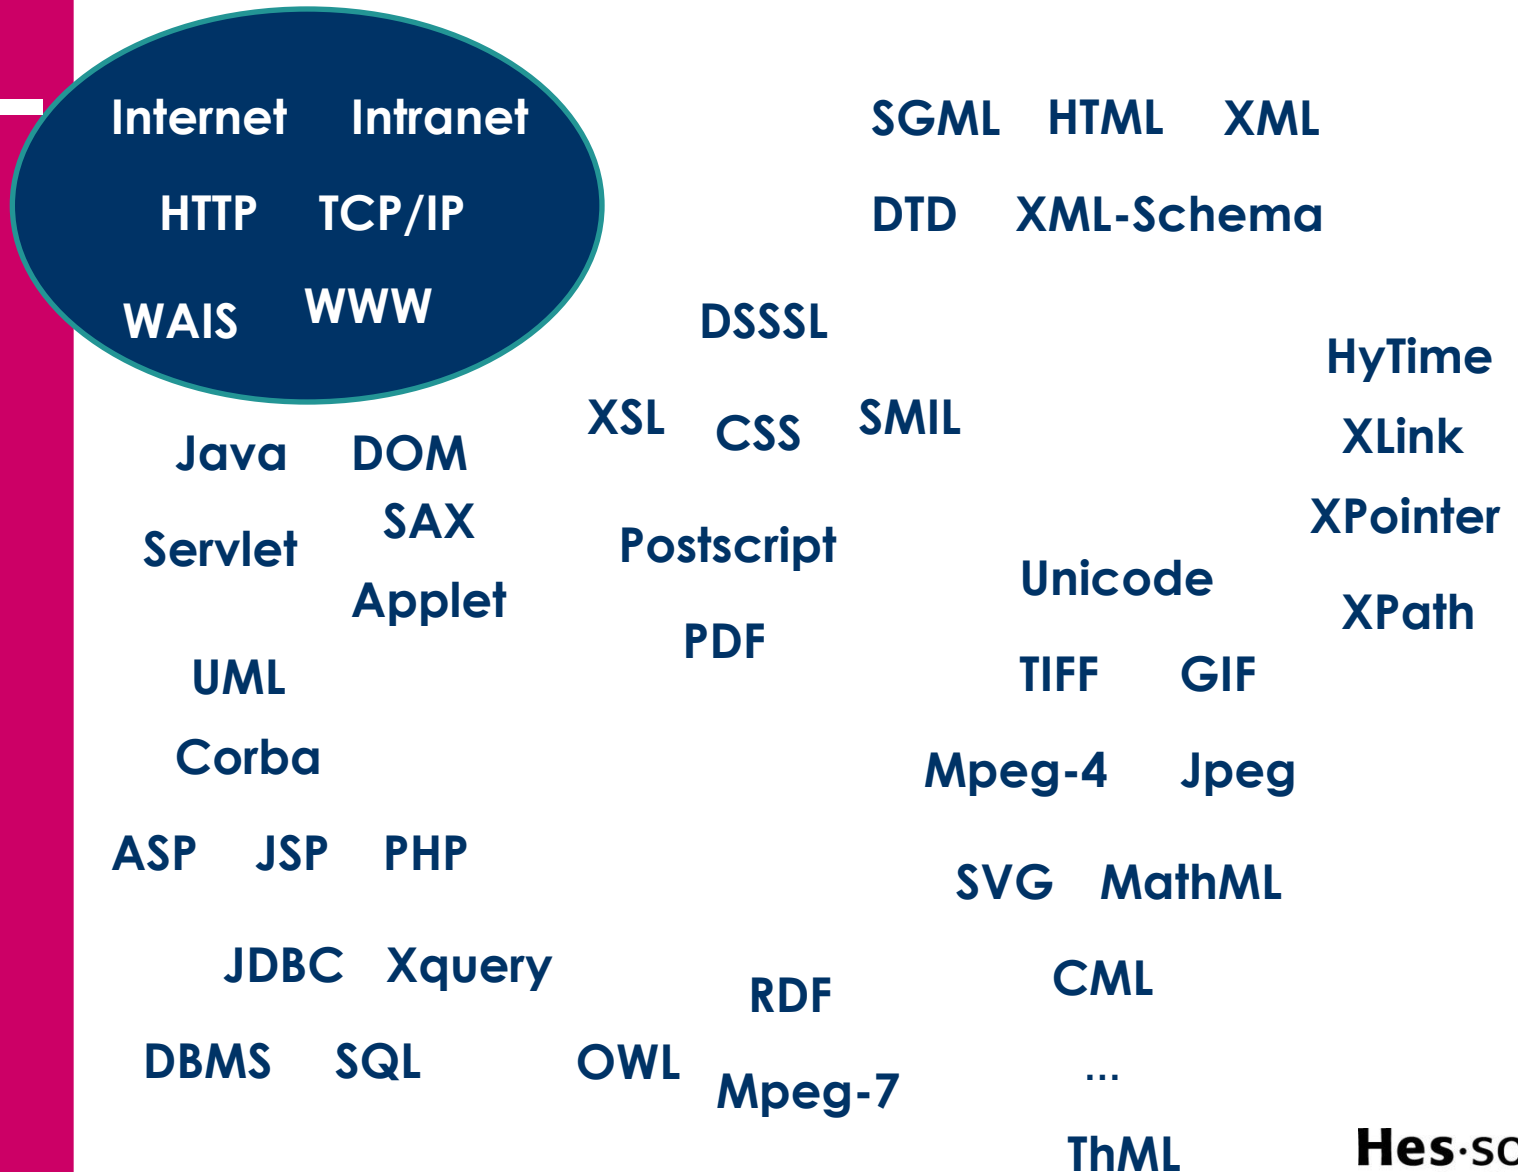 Internet Intranet
HTTP TCP/IP
WAIS WWW
SGML HTML XML
DTD XML-Schema
DSSSL
XSL CSS SMIL
HyTime
XLink
XPointer
XPath
Java DOM
SAX
Servlet
Applet
Postscript
PDF
Unicode
TIFF GIF
Mpeg-4 Jpeg
UML
Corba
ASP JSP PHP
SVG MathML
CML
...
ThML
JDBC Xquery
DBMS SQL
RDF
OWL
Mpeg-7
Hes·so